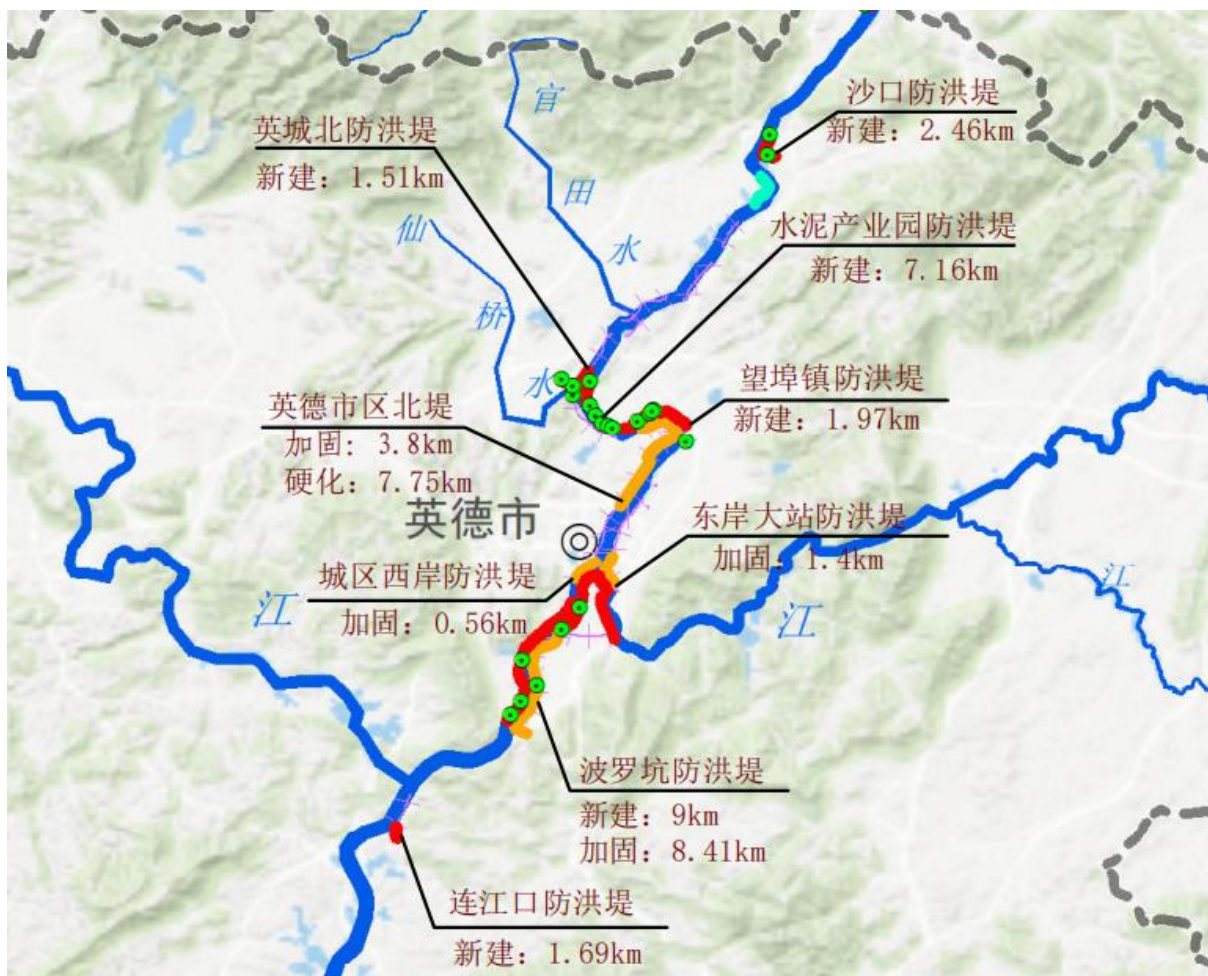 沙口防洪堤
新建：2.46km
官
田
水
英城北防洪堤
新建：1.51km
仙
桥
水
水泥产业园防洪堤
新建：7.16km
望埠镇防洪堤
新建：1.97km
英德市区北堤
加固：3.8km
硬化：7.75km
英德市
东岸大站防洪堤
加固：1.4km
城区西岸防洪堤
加固：0.56km
江
江
江
波罗坑防洪堤
新建：9km
加固：8.41km
连江口防洪堤
新建：1.69km